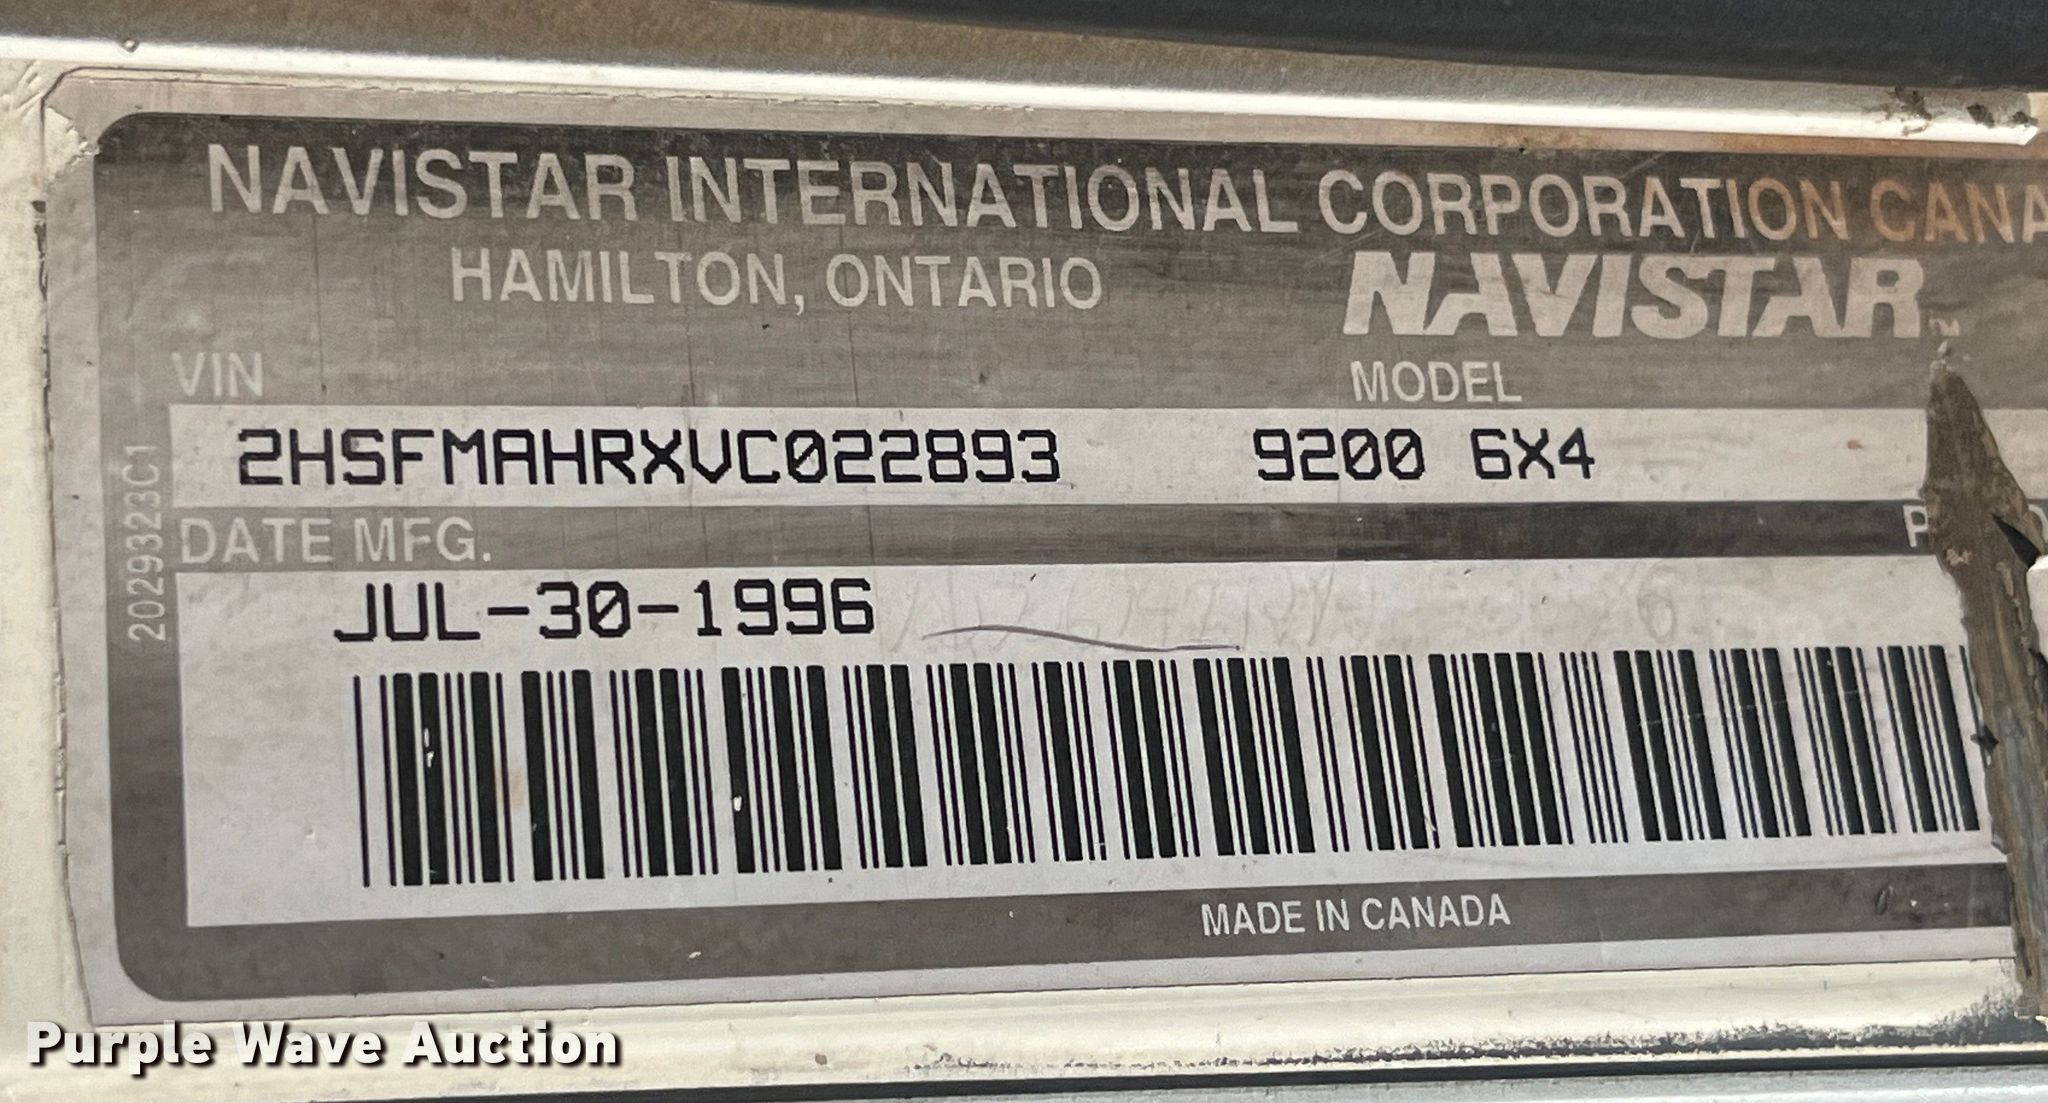 NAVISTAR INTERNATIONAL CORPORATION CANA
HAMILTON, ONTARIO
NAVISTAR™
VIN
MODEL
2HSFMAHRXVC022893 9200 6X4
DATE MFG.
JUL-30-1996
2029323C1
MADE IN CANADA
Purple Wave Auction